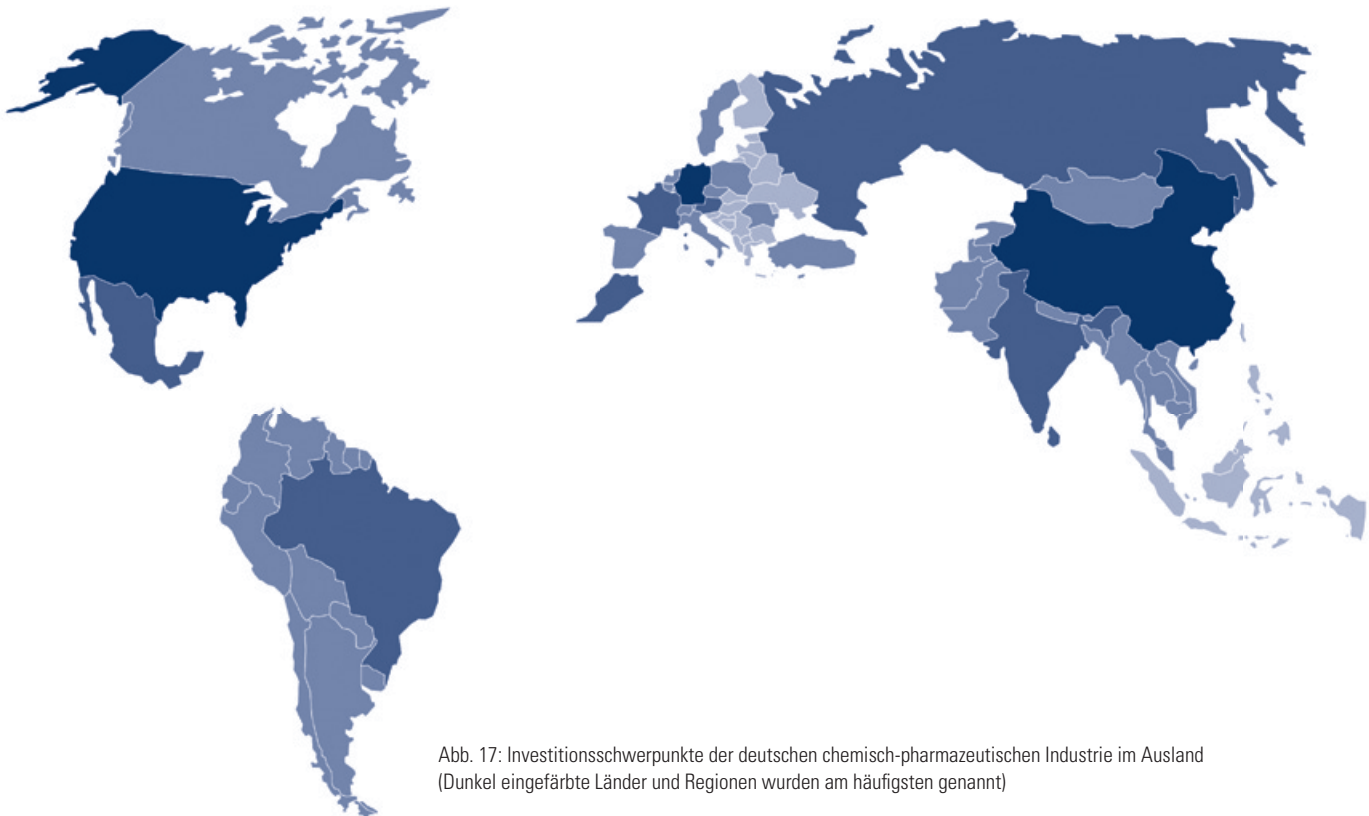 Abb. 17: Investitionsschwerpunkte der deutschen chemisch-pharmazeutischen Industrie im Ausland
(Dunkel eingefärbte Länder und Regionen wurden am häufigsten genannt)